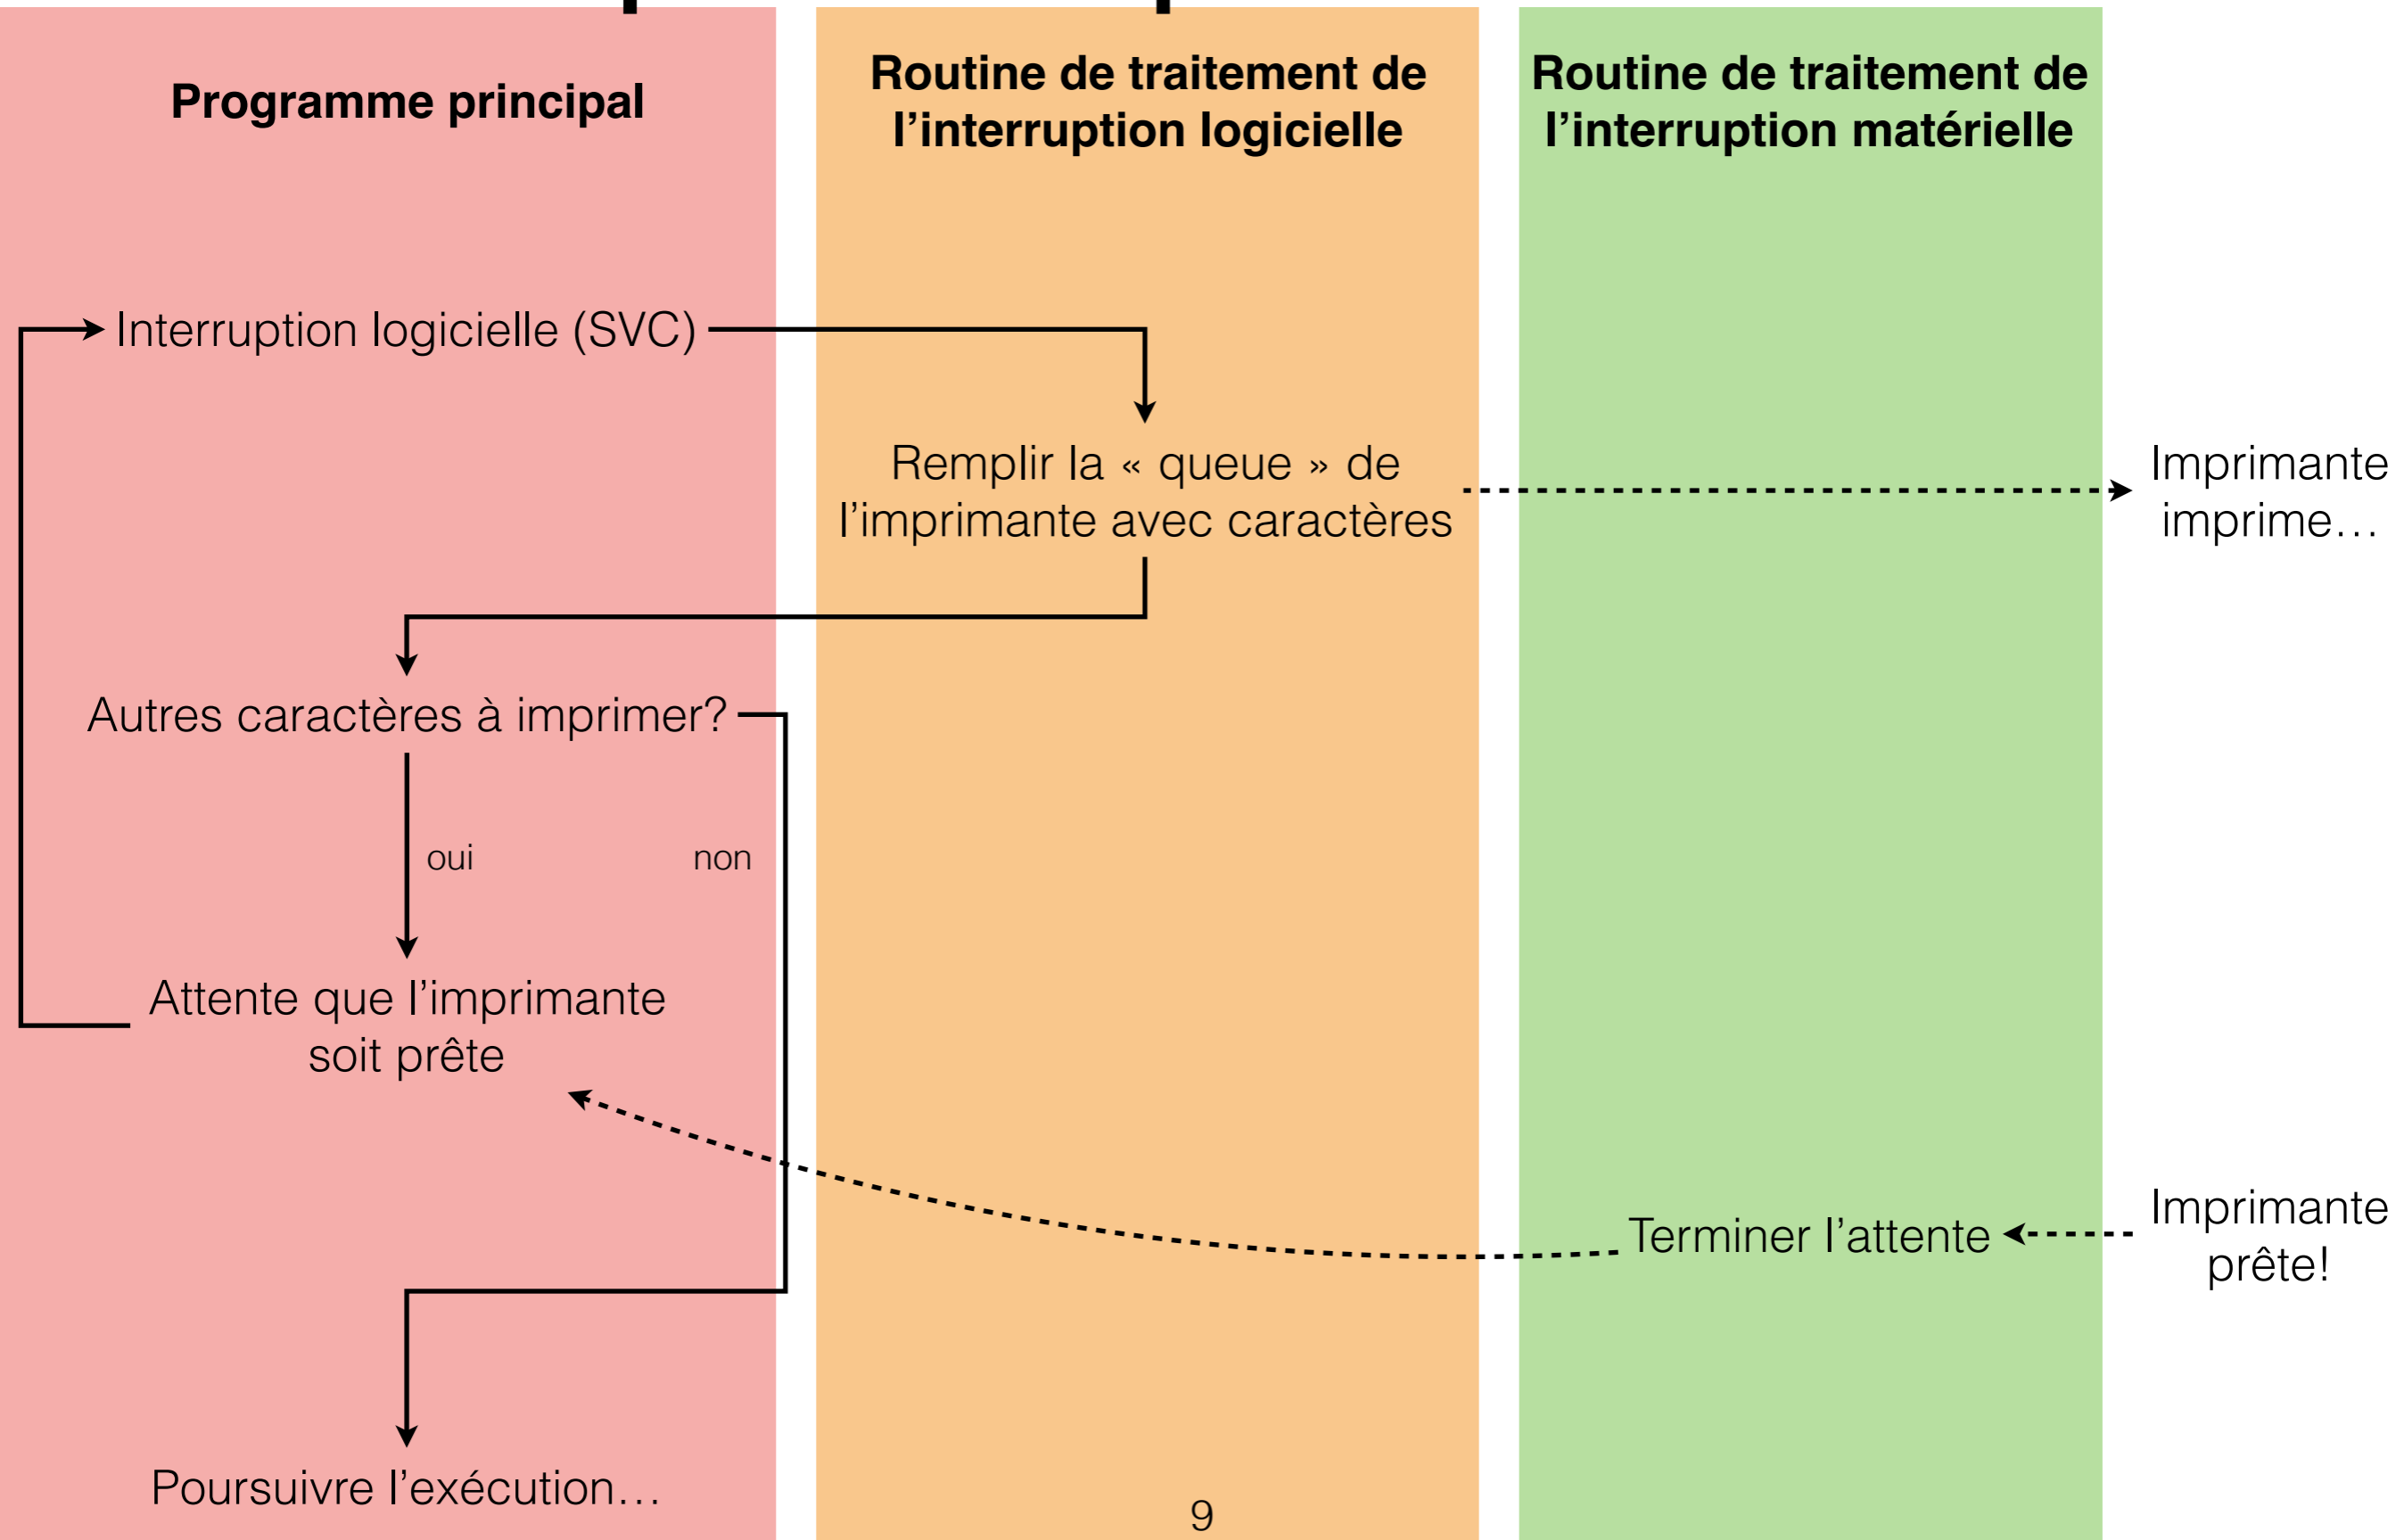 Programme principal
Routine de traitement de
l’interruption logicielle
Routine de traitement de
l’interruption matérielle
Interruption logicielle (SVC)
Remplir la « queue » de
l’imprimante avec caractères
Imprimante
imprime…
Autres caractères à imprimer?
oui
non
Attente que l’imprimante
soit prête
Terminer l’attente
Imprimante
prête!
Poursuivre l’exécution…
9